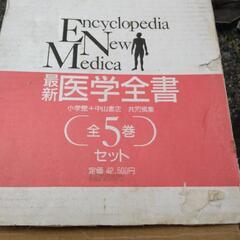 Encyclopedia
New
Medica
最新 医学全書
小学館+中山書店 共同編集
全5巻
セット
定価 42,500円